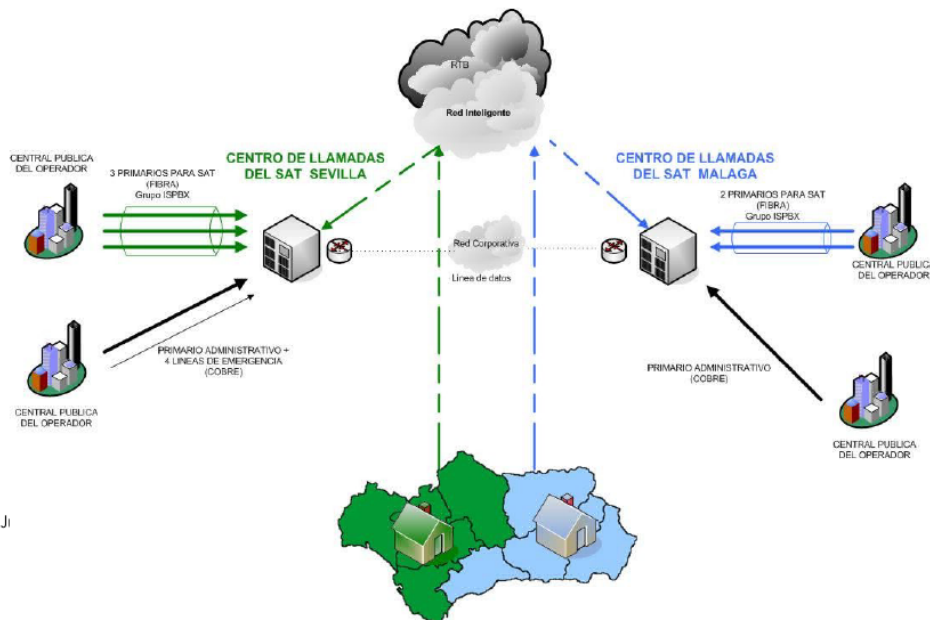 RTB
Red Inteligente
CENTRAL PUBLICA
DEL OPERADOR
3 PRIMARIOS PARA SAT
(FIBRA)
Grupo ISPBX
CENTRO DE LLAMADAS
DEL SAT SEVILLA
CENTRO DE LLAMADAS
DEL SAT MALAGA
2 PRIMARIOS PARA SAT
(FIBRA)
Grupo ISPBX
CENTRAL PUBLICA
DEL OPERADOR
Red Corporativa
Linea de datos
PRIMARIO ADMINISTRATIVO +
4 LINEAS DE EMERGENCIA
(COBRE)
CENTRAL PUBLICA
DEL OPERADOR
PRIMARIO ADMINISTRATIVO
(COBRE)
CENTRAL PUBLICA
DEL OPERADOR